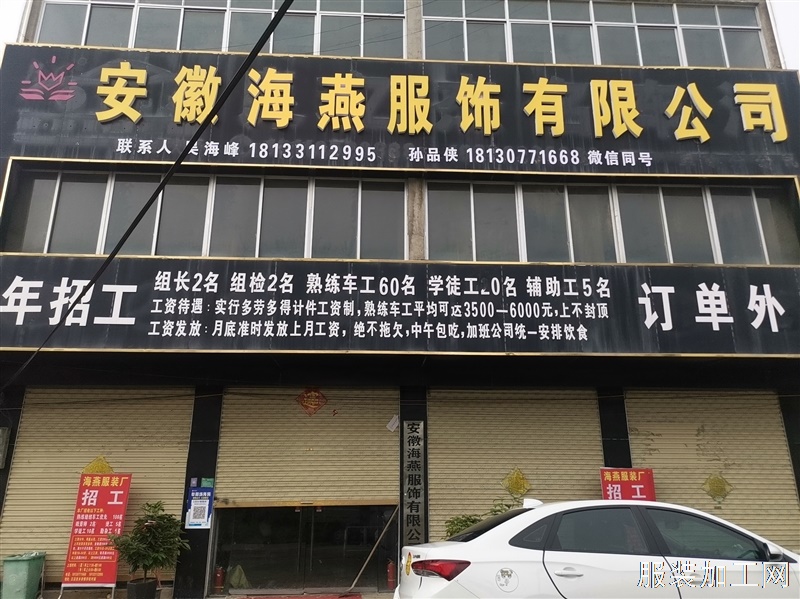 安徽海燕服饰有限公司
联系人 吴海峰 18133112995 孙品侠 18130771668 微信同号
年招工
组长2名 组检2名 熟练车工60名 学徒工20名 辅助工5名
工资待遇：实行多劳多得计件工资制，熟练车工平均可达3500—6000元，上不封顶
工资发放：月底准时发放上月工资，绝不拖欠，中午包吃，加班公司统一安排饮食
订单外
安徽海燕服饰有限公
海燕服装厂
招工
海燕服装厂
招工
服装加工网